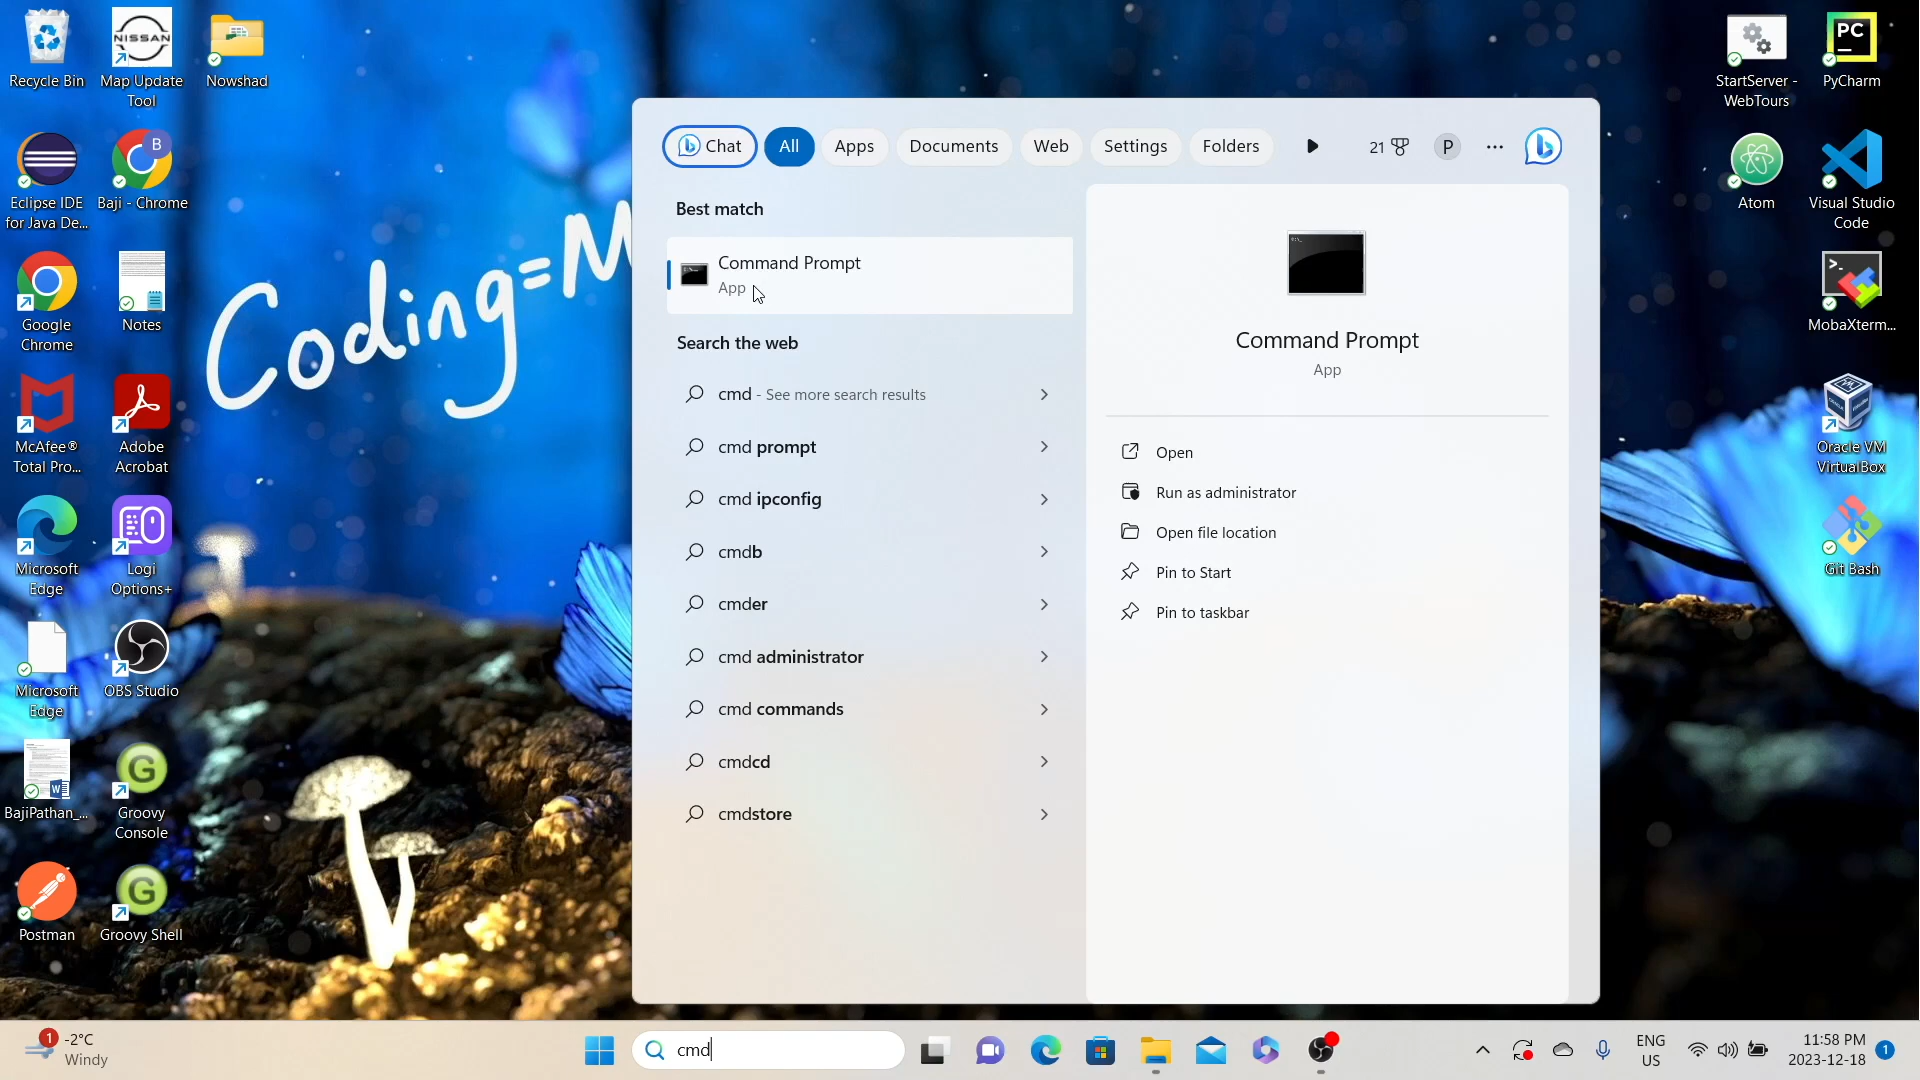 Recycle Bin
NISSAN
Map Update
Tool
Nowshad
Eclipse IDE
for Java De...
B
Baji - Chrome
Google
Chrome
Notes
McAfee®
Total Pro...
Adobe
Acrobat
Microsoft
Edge
Logi
Options+
Microsoft
Edge
OBS Studio
BajiPathan_...
G
Groovy
Console
Postman
G
Groovy Shell
Coding=M
Chat
All
Apps
Documents
Web
Settings
Folders
21
P
Best match
Command Prompt
App
Search the web
cmd - See more search results
cmd prompt
cmd ipconfig
cmdb
cmder
cmd administrator
cmd commands
cmdcd
cmdstore
Command Prompt
App
Open
Run as administrator
Open file location
Pin to Start
Pin to taskbar
StartServer -
WebTours
PC
PyCharm
Atom
Visual Studio
Code
MobaXterm...
Oracle VM
VirtualBox
Git Bash
1
-2°C
Windy
cmd
ENG
US
11:58 PM
2023-12-18
1